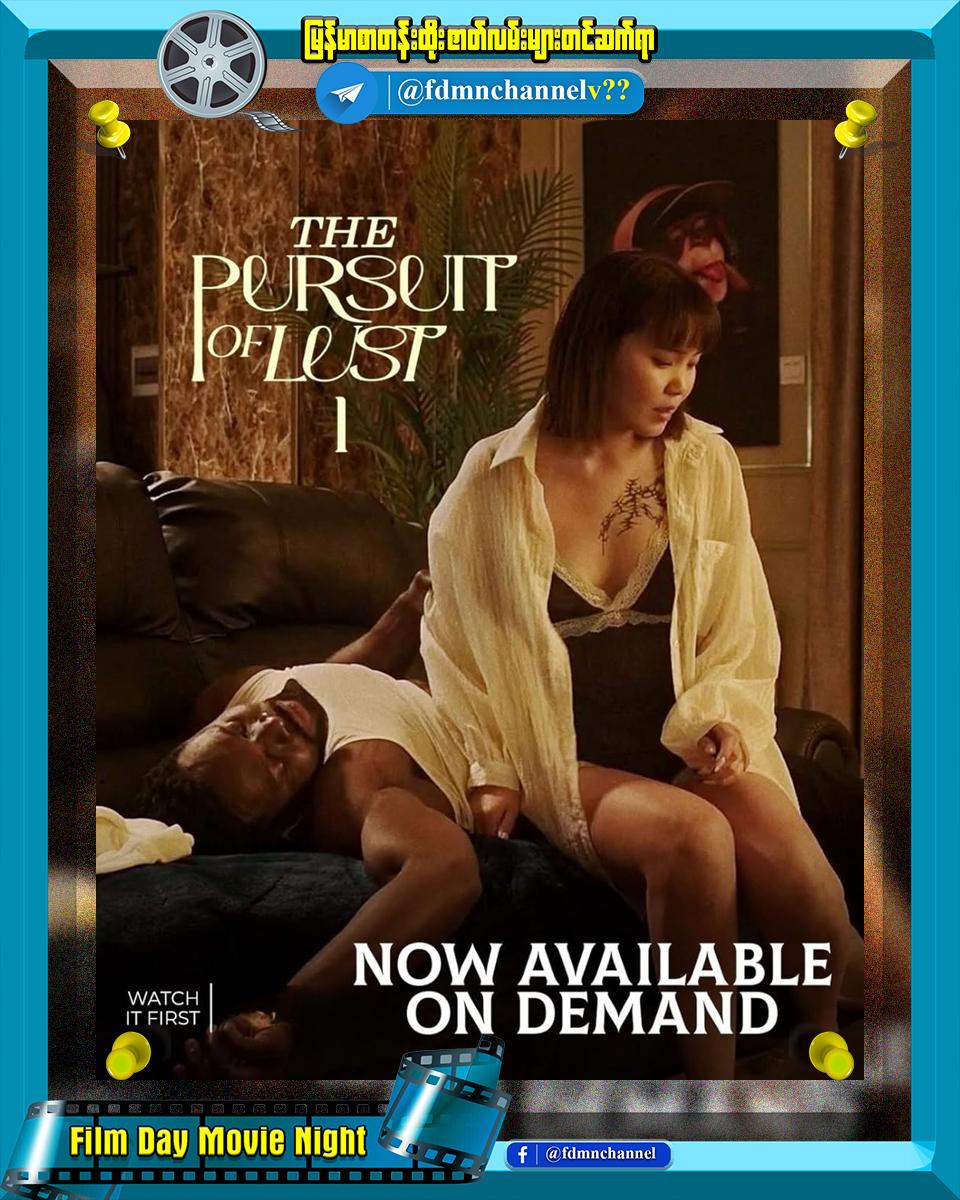 မြန်မာစာတန်းထိုးဇာတ်လမ်းများတင်ဆက်ရာ
@fdmnchannelv??
THE
PURSUIT
OF LUST
1
NOW AVAILABLE
ON DEMAND
WATCH
IT FIRST
Film Day Movie Night
@fdmnchannel